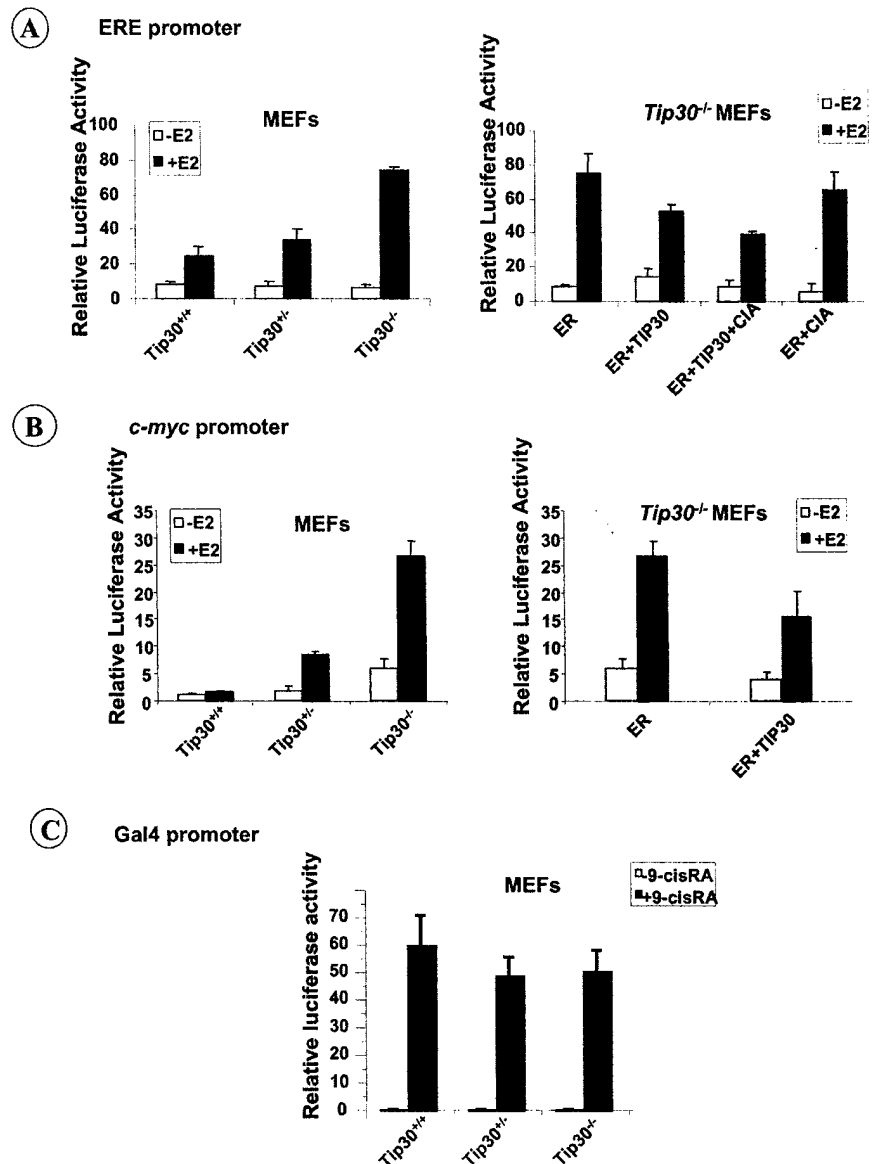 A ERE promoter
Relative Luciferase Activity
100
80
60
40
20
0
-E2
+E2
MEFs
Tip30+/+
Tip30+/-
Tip30-/-
Relative Luciferase Activity
100
80
60
40
20
0
Tip30-/- MEFs
-E2
+E2
ER
ER+TIP30
ER+TIP30+CIA
ER+CIA
B c-myc promoter
Relative Luciferase Activity
35
30
25
20
15
10
5
0
-E2
+E2
MEFs
Tip30+/+
Tip30+/-
Tip30-/-
Relative Luciferase Activity
35
30
25
20
15
10
5
0
Tip30-/- MEFs
-E2
+E2
ER
ER+TIP30
C Gal4 promoter
Relative luciferase activity
70
60
50
40
30
20
10
0
MEFs
-9-cisRA
+9-cisRA
Tip30+/+
Tip30+/-
Tip30-/-